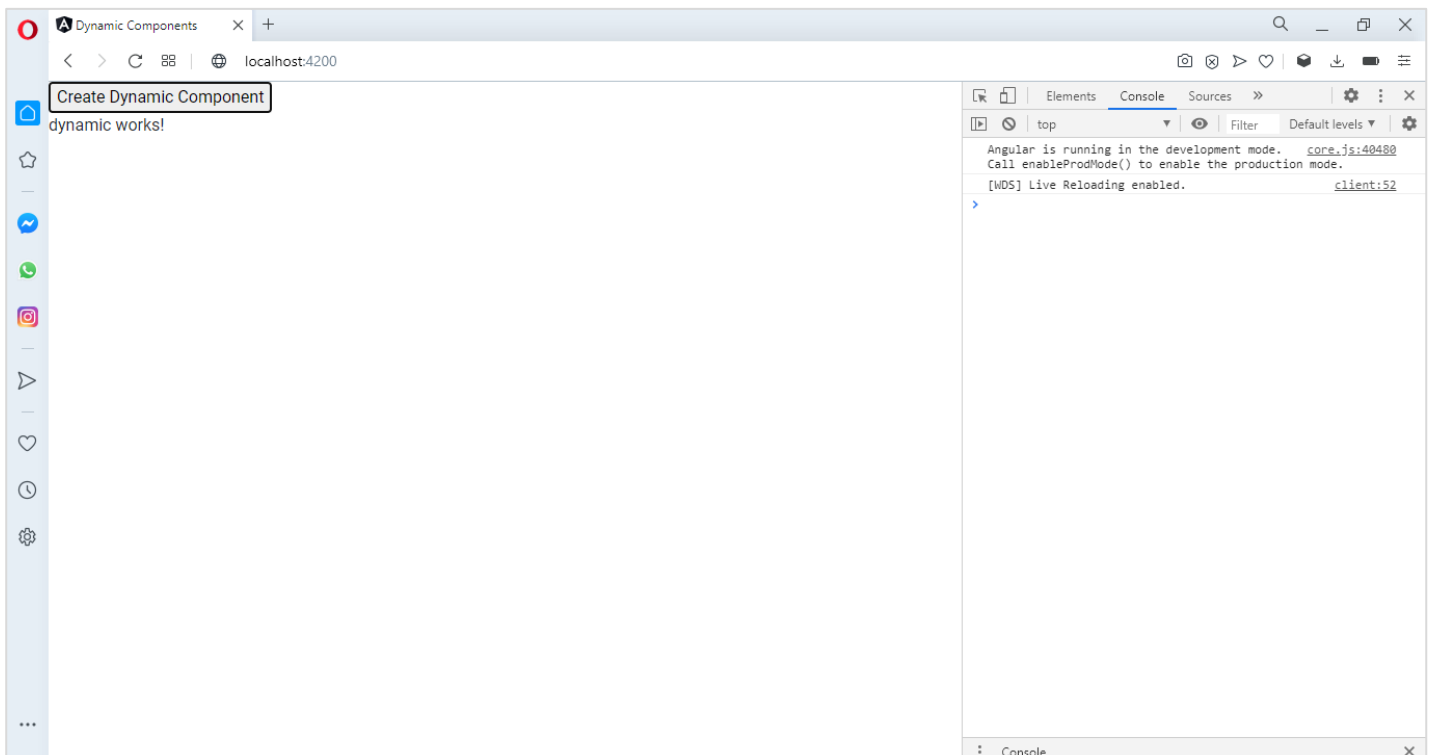 Dynamic Components
localhost:4200
Create Dynamic Component
dynamic works!
Elements Console Sources »
top Filter Default levels
Angular is running in the development mode. core.js:40480
Call enableProdMode() to enable the production mode.
[WDS] Live Reloading enabled. client:52
Console